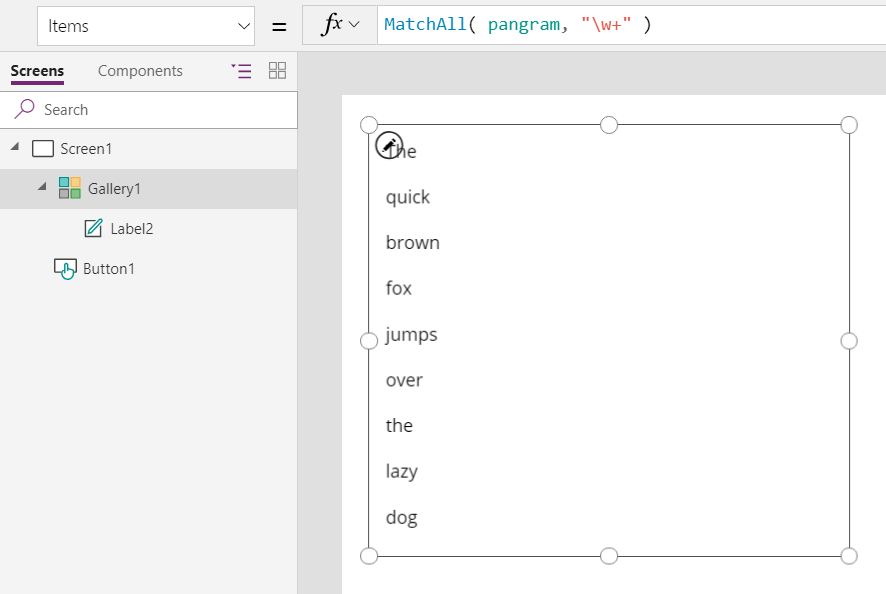 Items = fx MatchAll( pangram, "\w+" )
Screens Components
Search
Screen1
Gallery1
Label2
Button1
The
quick
brown
fox
jumps
over
the
lazy
dog